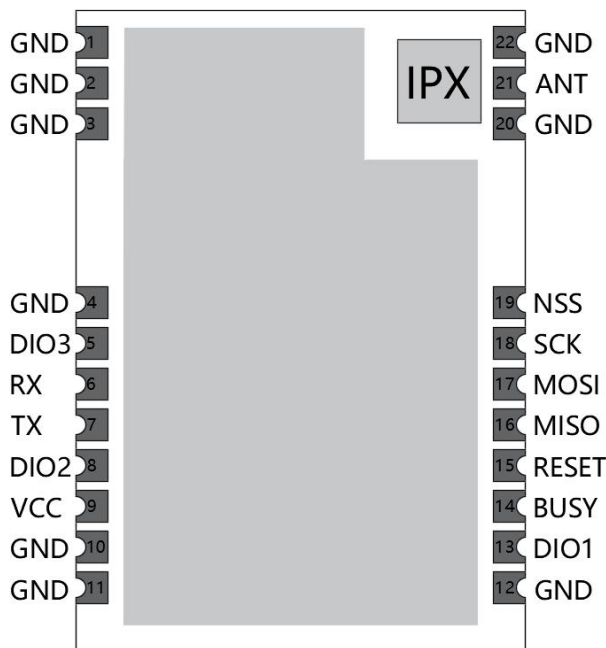 GND 1 22 GND
GND 2 IPX 21 ANT
GND 3 20 GND
GND 4 19 NSS
DIO3 5 18 SCK
RX 6 17 MOSI
TX 7 16 MISO
DIO2 8 15 RESET
VCC 9 14 BUSY
GND 10 13 DIO1
GND 11 12 GND